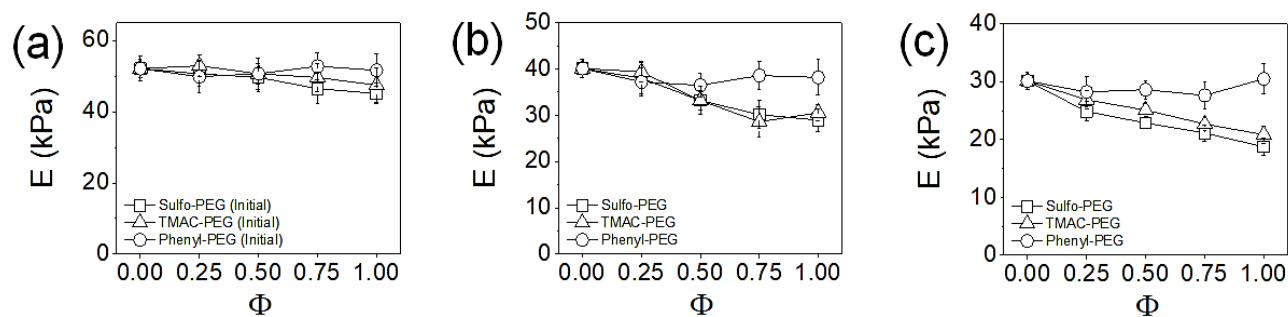 (a)
E (kPa)
60
40
20
0
Sulfo-PEG (Initial)
TMAC-PEG (Initial)
Phenyl-PEG (Initial)
0.00 0.25 0.50 0.75 1.00
Φ
(b)
E (kPa)
50
40
30
20
10
0
Sulfo-PEG
TMAC-PEG
Phenyl-PEG
0.00 0.25 0.50 0.75 1.00
Φ
(c)
E (kPa)
40
30
20
10
0
Sulfo-PEG
TMAC-PEG
Phenyl-PEG
0.00 0.25 0.50 0.75 1.00
Φ